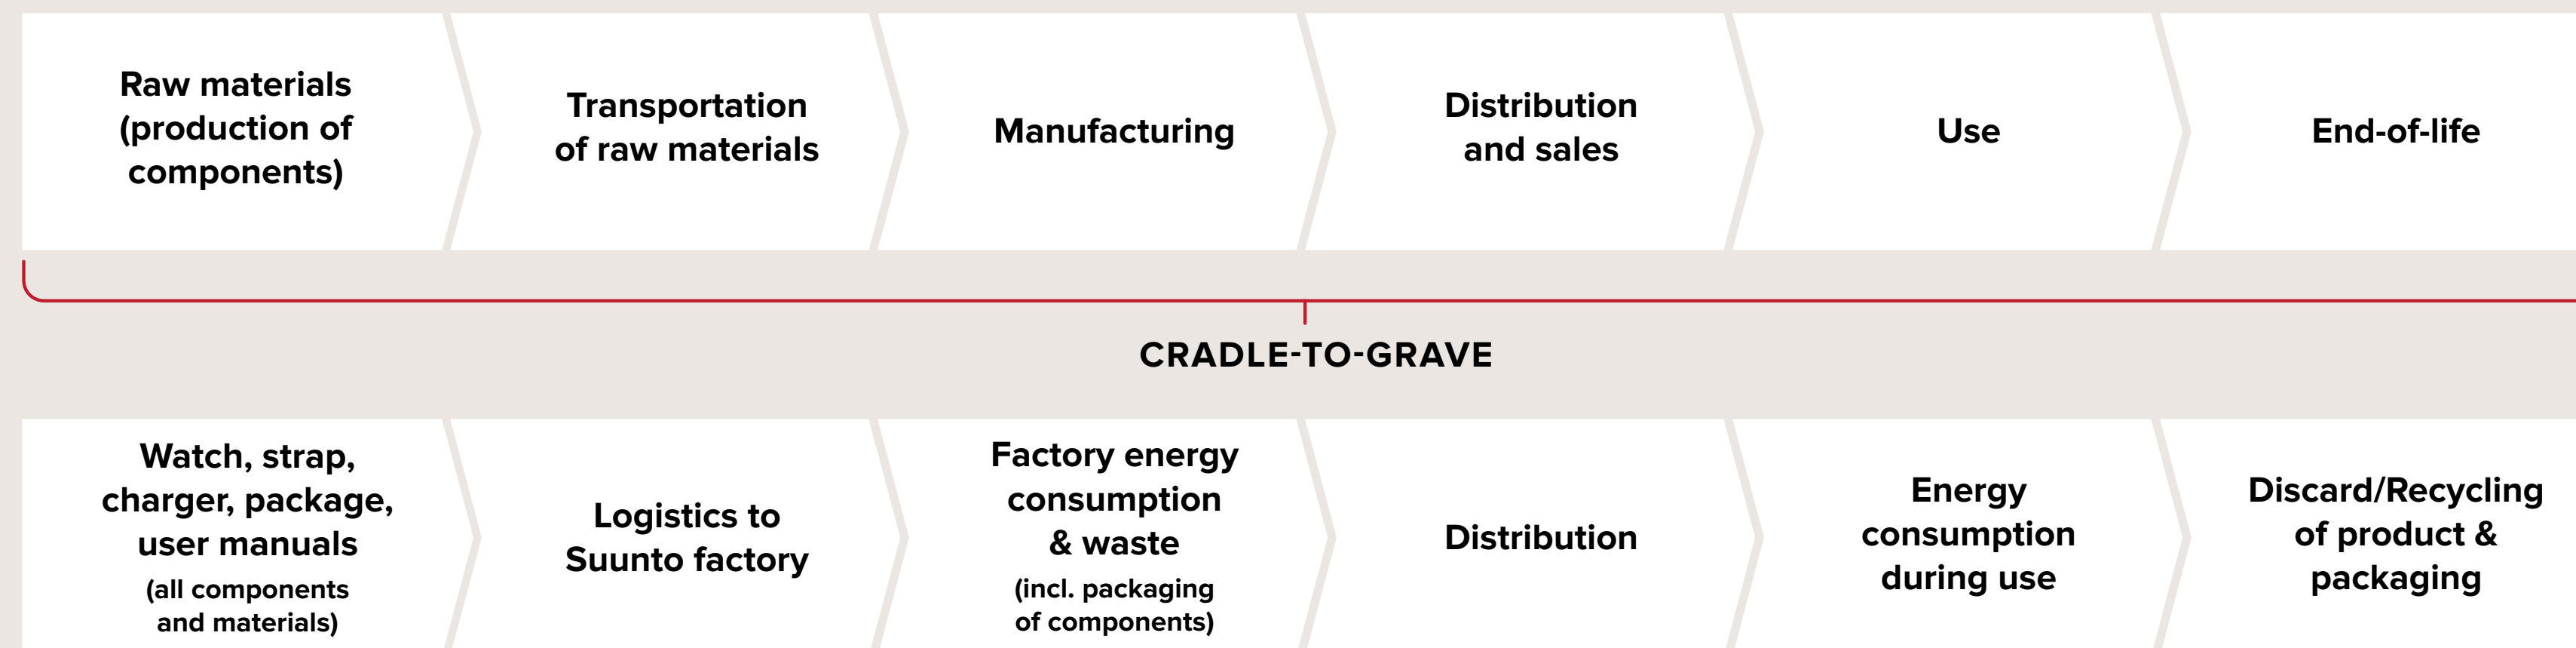 Raw materials
(production of
components)
Transportation
of raw materials
Manufacturing
Distribution
and sales
Use
End-of-life
CRADLE-TO-GRAVE
Watch, strap,
charger, package,
user manuals
(all components
and materials)
Logistics to
Suunto factory
Factory energy
consumption
& waste
(incl. packaging
of components)
Distribution
Energy
consumption
during use
Discard/Recycling
of product &
packaging